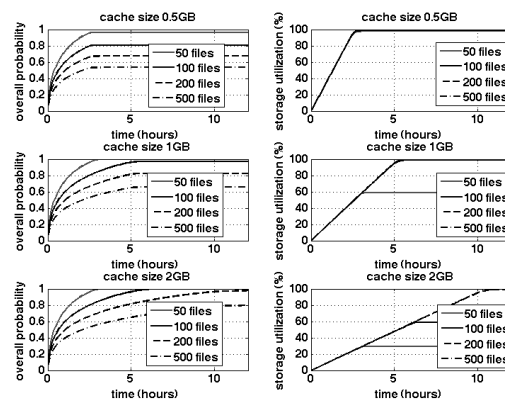 cache size 0.5GB
overall probability
1
0.8
0.6
0.4
0.2
0
50 files
100 files
200 files
500 files
0 5 10
time (hours)
cache size 0.5GB
storage utilization (%)
100
80
60
40
20
0
50 files
100 files
200 files
500 files
0 5 10
time (hours)
cache size 1GB
overall probability
1
0.8
0.6
0.4
0.2
0
50 files
100 files
200 files
500 files
0 5 10
time (hours)
cache size 1GB
storage utilization (%)
100
80
60
40
20
0
50 files
100 files
200 files
500 files
0 5 10
time (hours)
cache size 2GB
overall probability
1
0.8
0.6
0.4
0.2
0
50 files
100 files
200 files
500 files
0 5 10
time (hours)
cache size 2GB
storage utilization (%)
100
80
60
40
20
0
50 files
100 files
200 files
500 files
0 5 10
time (hours)